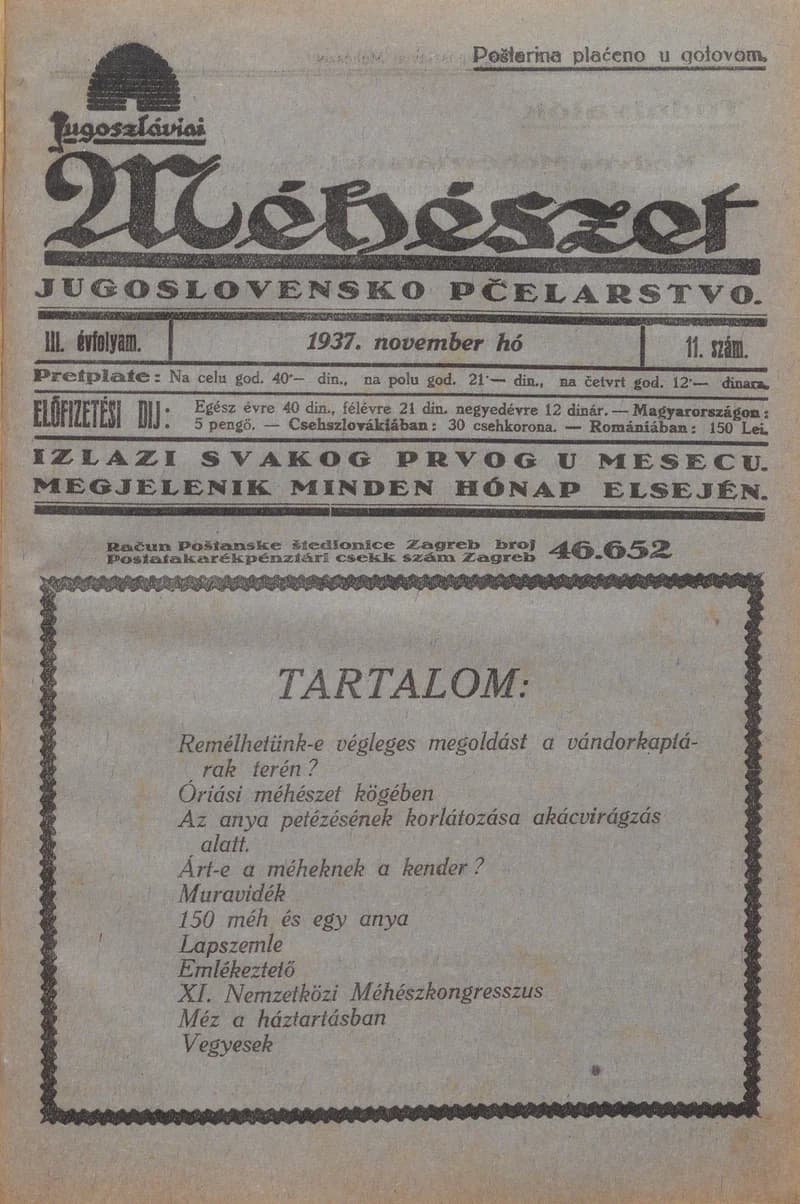 Poštarina plaćeno u gotovom.
Jugoszláviai
Méhészet
JUGOSLOVENSKO PČELARSTVO.
III. évfolyam.
1937. november hó
11. szám.
Pretplate: Na celu god. 40·— din., na polu god. 21·— din., na četvrt god. 12·— dinara.
ELŐFIZETÉSI DIJ: Egész évre 40 din., félévre 21 din. negyedévre 12 dinár. — Magyarországon:
5 pengő. — Csehszlovákiában: 30 csehkorona. — Romániában: 150 Lei.
IZLAZI SVAKOG PRVOG U MESECU.
MEGJELENIK MINDEN HÓNAP ELSEJÉN.
Račun Poštanske štedionice Zagreb broj 46.652
Postatakarékpénztári csekk szám Zagreb
TARTALOM:
Remélhetünk-e végleges megoldást a vándorkaptá-
rak terén?
Óriási méhészet kögében
Az anya petézésének korlátozása akácvirágzás
alatt.
Árt-e a méheknek a kender?
Muravidék
150 méh és egy anya
Lapszemle
Emlékeztető
XI. Nemzetközi Méhészkongresszus
Méz a háztartásban
Vegyesek